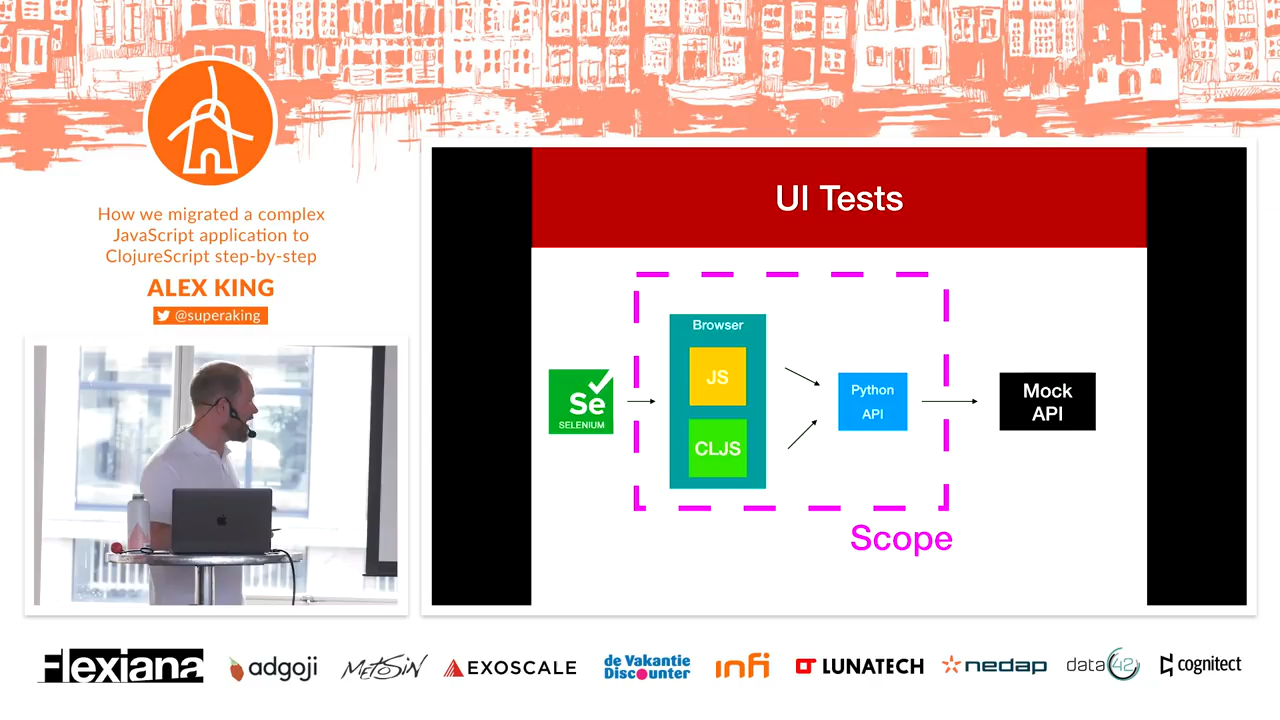 How we migrated a complex
JavaScript application to
ClojureScript step-by-step
ALEX KING
@superaking
UI Tests
Se
SELENIUM
Browser
JS
CLJS
Python
API
Mock
API
Scope
Flexiana
adgoji
METOSIN
EXOSCALE
de Vakantie
Discounter
infi
LUNATECH
nedap
data42
cognitect